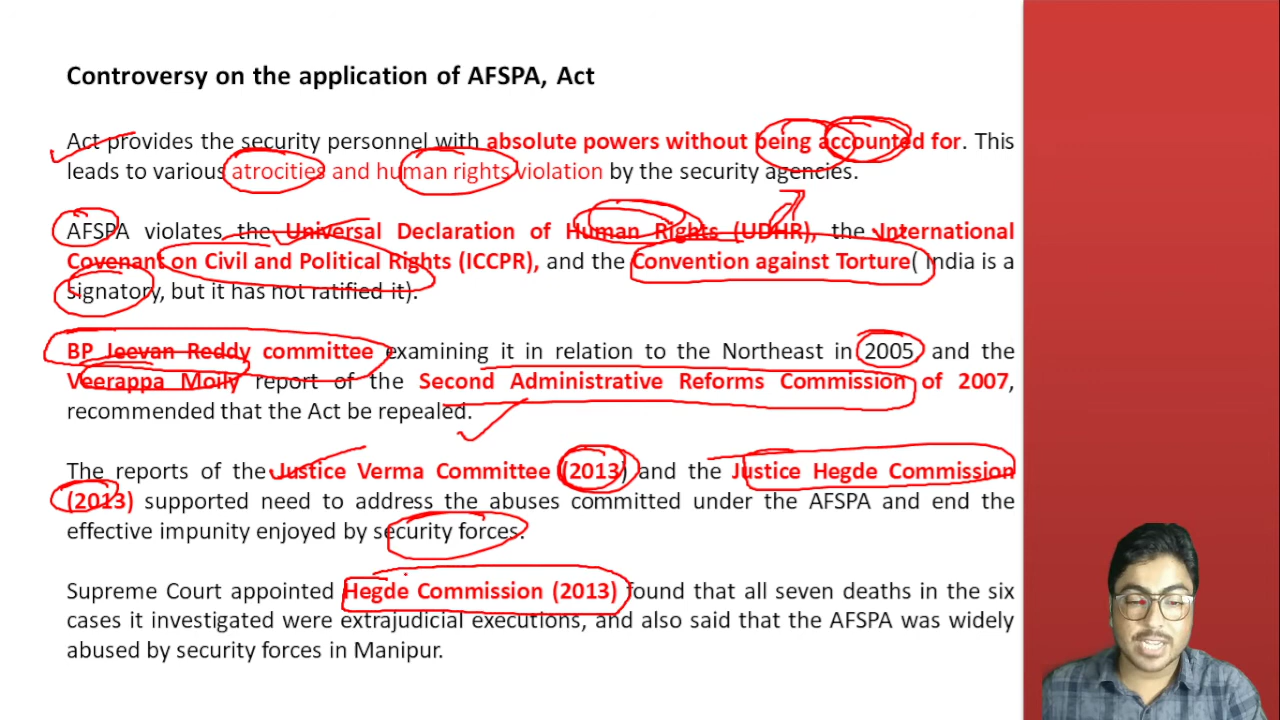 Controversy on the application of AFSPA, Act
Act provides the security personnel with absolute powers without being accounted for. This
leads to various atrocities and human rights violation by the security agencies.
AFSPA violates the Universal Declaration of Human Rights (UDHR), the International
Covenant on Civil and Political Rights (ICCPR), and the Convention against Torture( India is a
signatory, but it has not ratified it).
BP Jeevan Reddy committee examining it in relation to the Northeast in 2005 and the
Veerappa Moily report of the Second Administrative Reforms Commission of 2007,
recommended that the Act be repealed.
The reports of the Justice Verma Committee (2013) and the Justice Hegde Commission
(2013) supported need to address the abuses committed under the AFSPA and end the
effective impunity enjoyed by security forces.
Supreme Court appointed Hegde Commission (2013) found that all seven deaths in the six
cases it investigated were extrajudicial executions, and also said that the AFSPA was widely
abused by security forces in Manipur.